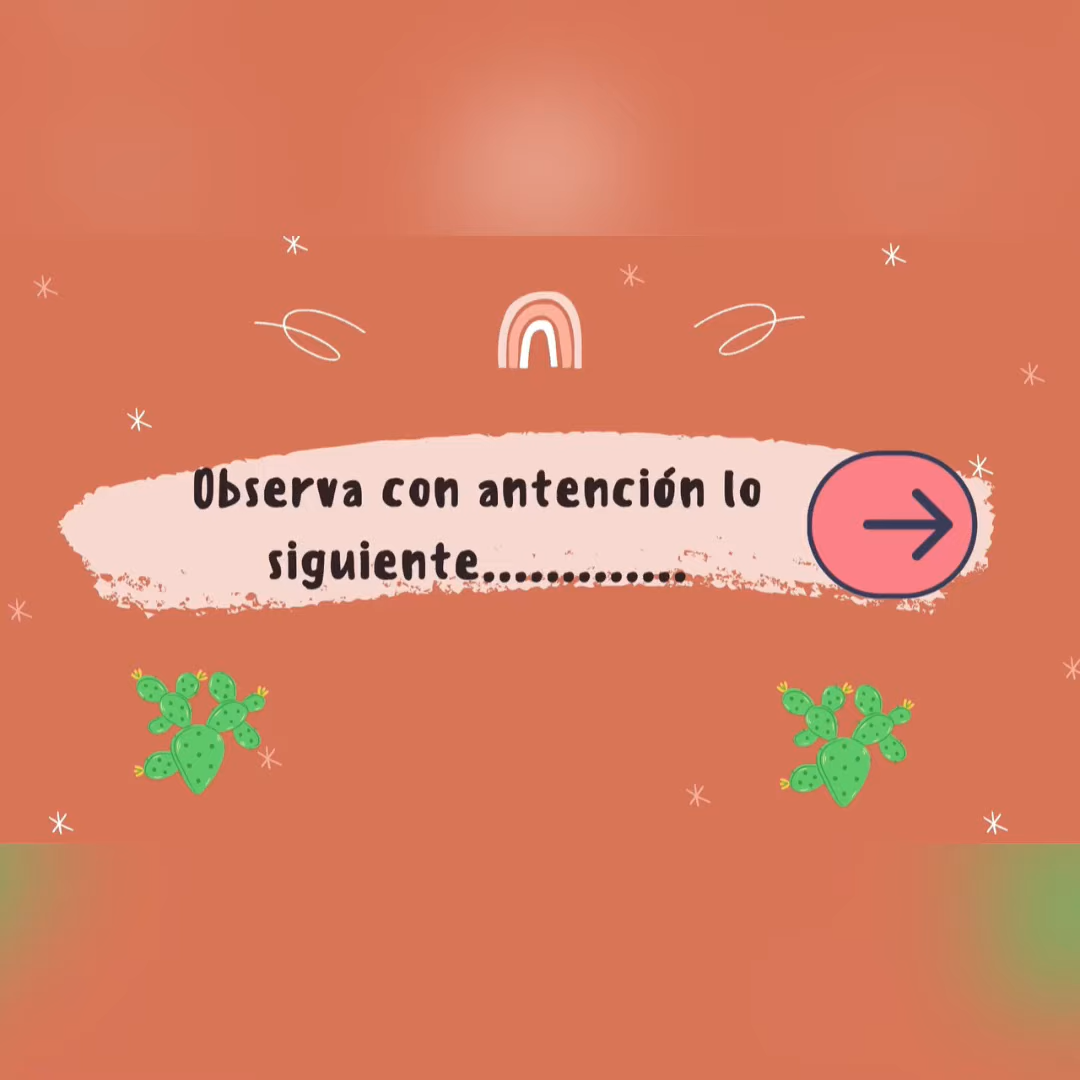 Observa con antención lo
siguiente.............